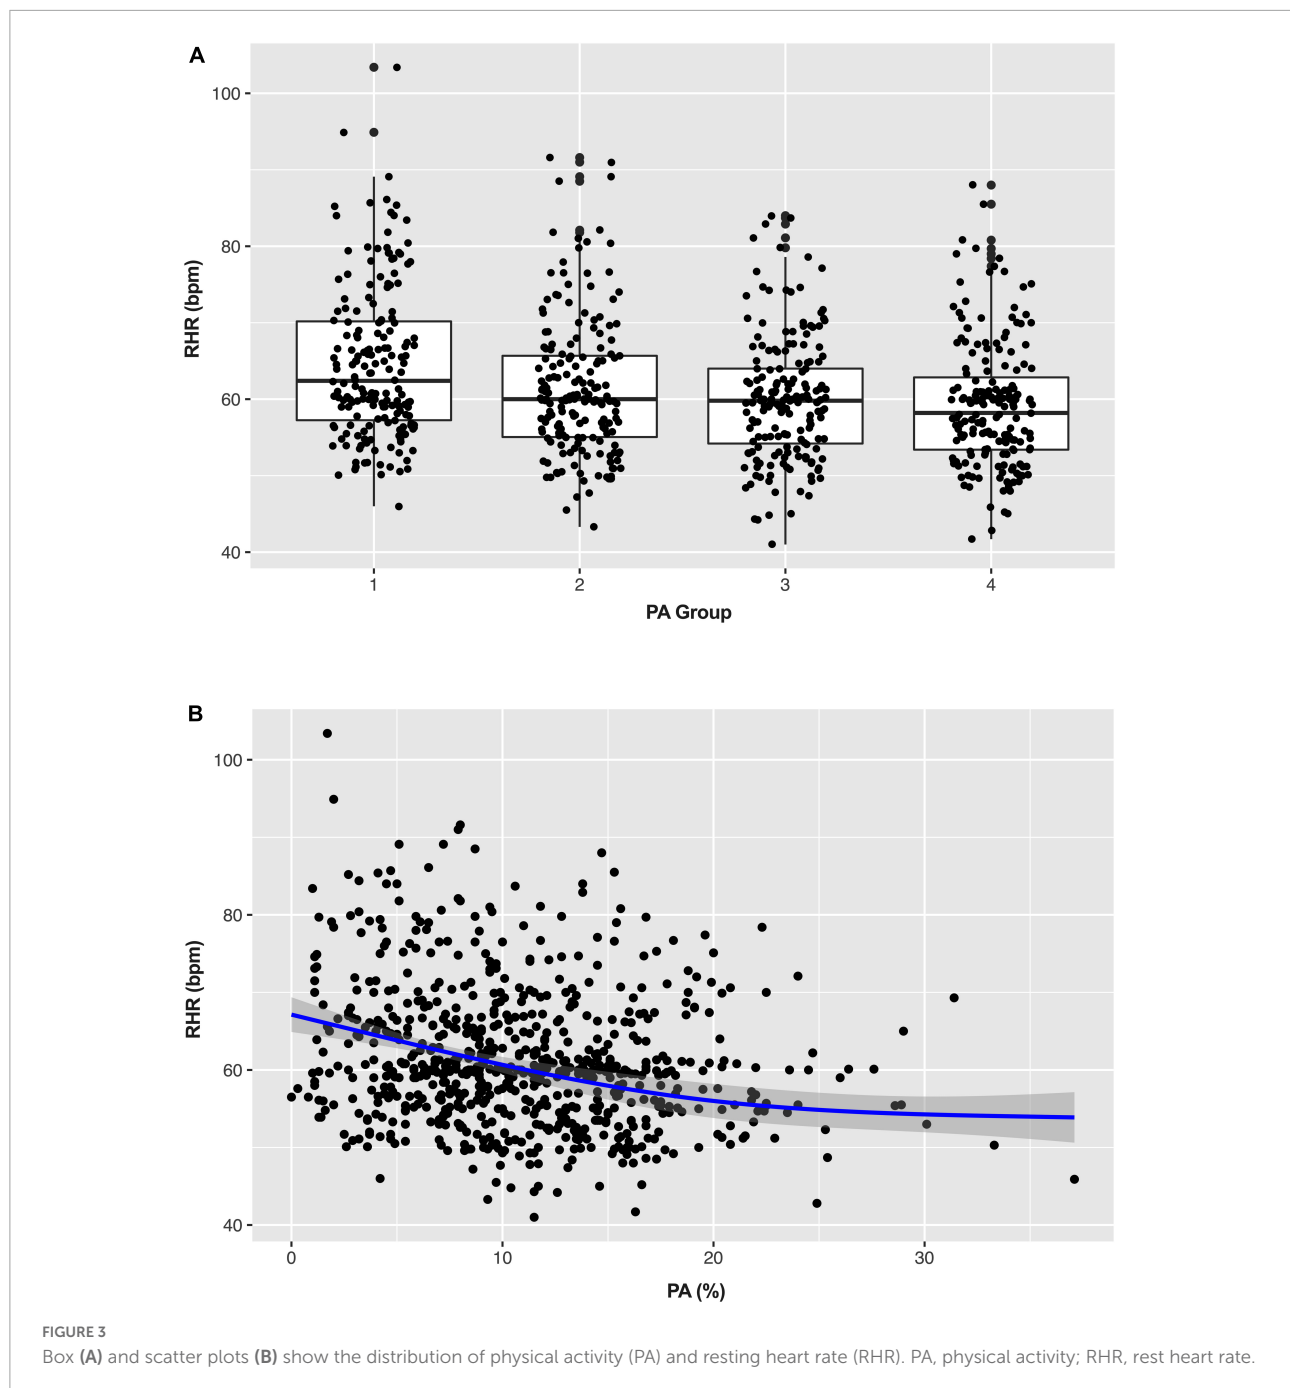 A
100
80
60
40
RHR (bpm)
1 2 3 4
PA Group
B
100
80
60
40
RHR (bpm)
0 10 20 30
PA (%)
FIGURE 3
Box (A) and scatter plots (B) show the distribution of physical activity (PA) and resting heart rate (RHR). PA, physical activity; RHR, rest heart rate.